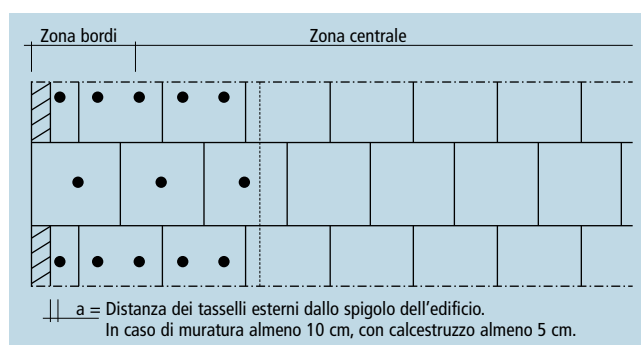 Zona bordi
Zona centrale
a = Distanza dei tasselli esterni dallo spigolo dell'edificio.
In caso di muratura almeno 10 cm, con calcestruzzo almeno 5 cm.